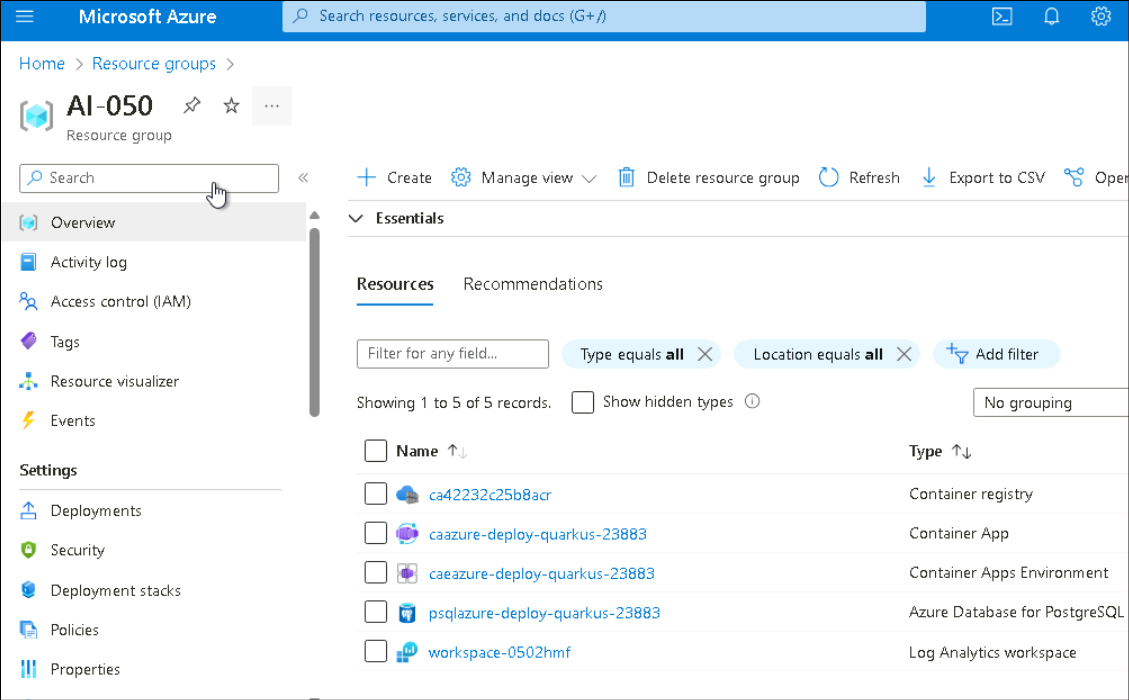 Microsoft Azure
Search resources, services, and docs (G+/)
Home > Resource groups >
AI-050
Resource group
Search
Overview
Activity log
Access control (IAM)
Tags
Resource visualizer
Events
Settings
Deployments
Security
Deployment stacks
Policies
Properties
Create Manage view Delete resource group Refresh Export to CSV Open
Essentials
Resources Recommendations
Filter for any field... Type equals all Location equals all Add filter
Showing 1 to 5 of 5 records. Show hidden types No grouping
Name Type
ca42232c25b8acr Container registry
caazure-deploy-quarkus-23883 Container App
caeazure-deploy-quarkus-23883 Container Apps Environment
psqlazure-deploy-quarkus-23883 Azure Database for PostgreSQL
workspace-0502hmf Log Analytics workspace